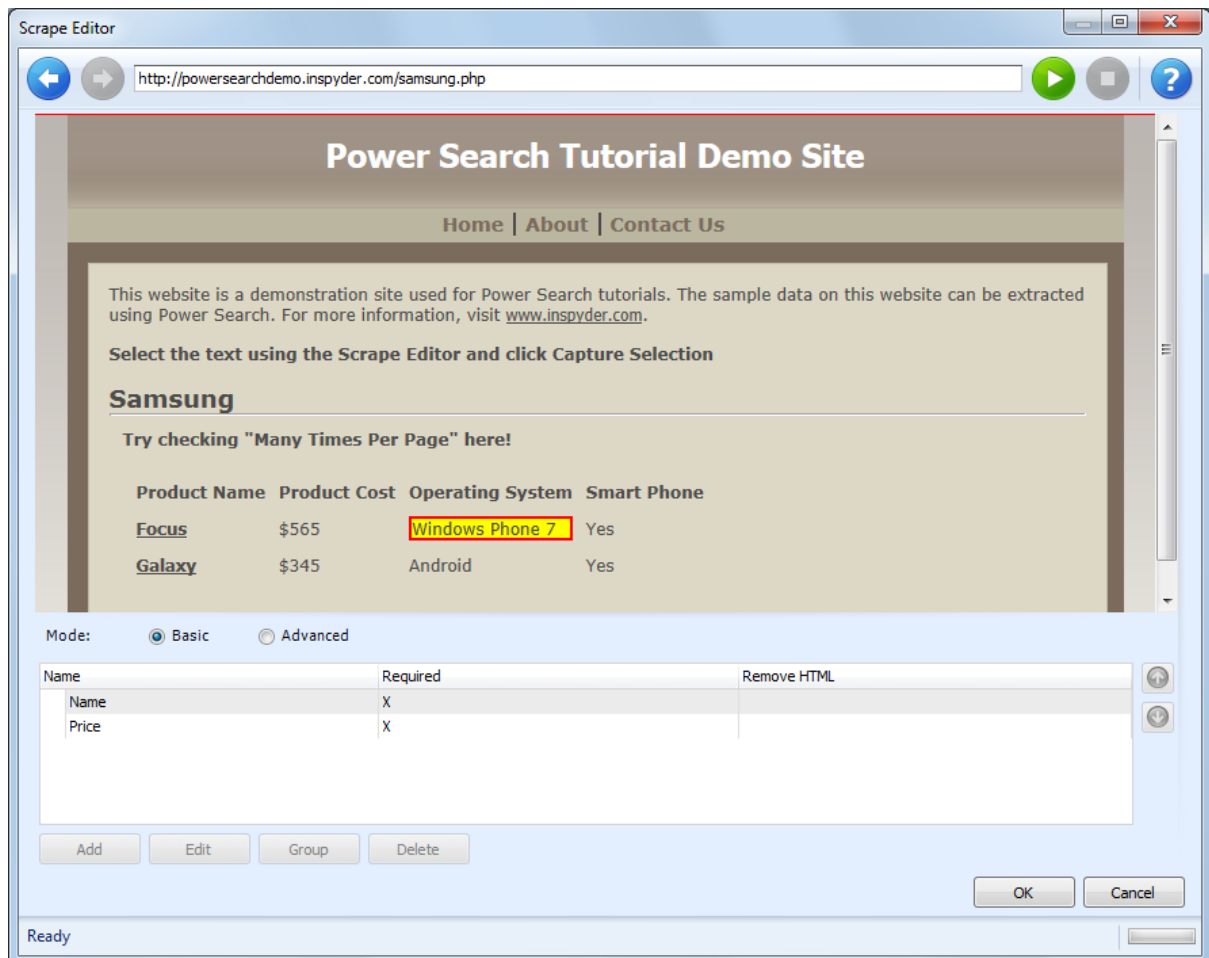 Scrape Editor
http://powersearchdemo.inspyder.com/samsung.php
?
Power Search Tutorial Demo Site
Home | About | Contact Us
This website is a demonstration site used for Power Search tutorials. The sample data on this website can be extracted
using Power Search. For more information, visit www.inspyder.com.
Select the text using the Scrape Editor and click Capture Selection
Samsung
Try checking "Many Times Per Page" here!
Product Name Product Cost Operating System Smart Phone
Focus $565 Windows Phone 7 Yes
Galaxy $345 Android Yes
Mode: Basic Advanced
Name Required Remove HTML
Name X
Price X
Add Edit Group Delete
OK Cancel
Ready